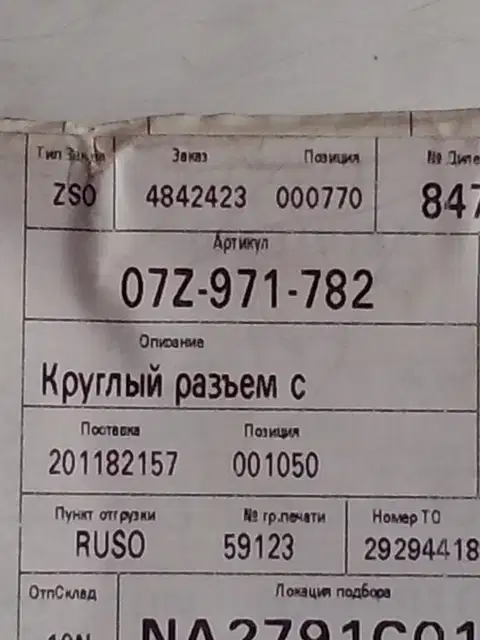 Тип Заказа Заказ Позиция № Диле
ZSO 4842423 000770 847
Артикул
07Z-971-782
Описание
Круглый разъем с
Поставка Позиция
201182157 001050
Пункт отгрузки № гр.печати Номер ТО
RUSO 59123 29294418
ОтпСклад Локация подбора